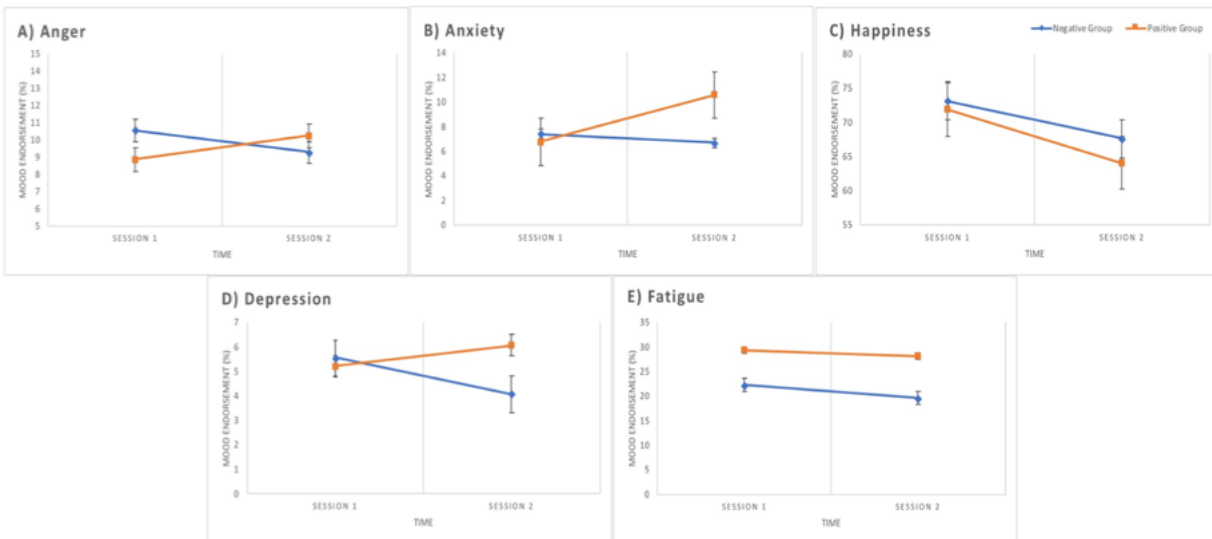 A) Anger
MOOD ENDORSEMENT (%)
15
14
13
12
11
10
9
8
7
6
5
SESSION 1
SESSION 2
TIME
B) Anxiety
MOOD ENDORSEMENT (%)
14
12
10
8
6
4
2
0
SESSION 1
SESSION 2
TIME
C) Happiness
Negative Group
Positive Group
MOOD ENDORSEMENT (%)
80
75
70
65
60
55
SESSION 1
SESSION 2
TIME
D) Depression
MOOD ENDORSEMENT (%)
7
6
5
4
3
2
1
0
SESSION 1
SESSION 2
TIME
E) Fatigue
MOOD ENDORSEMENT (%)
35
30
25
20
15
10
5
0
SESSION 1
SESSION 2
TIME